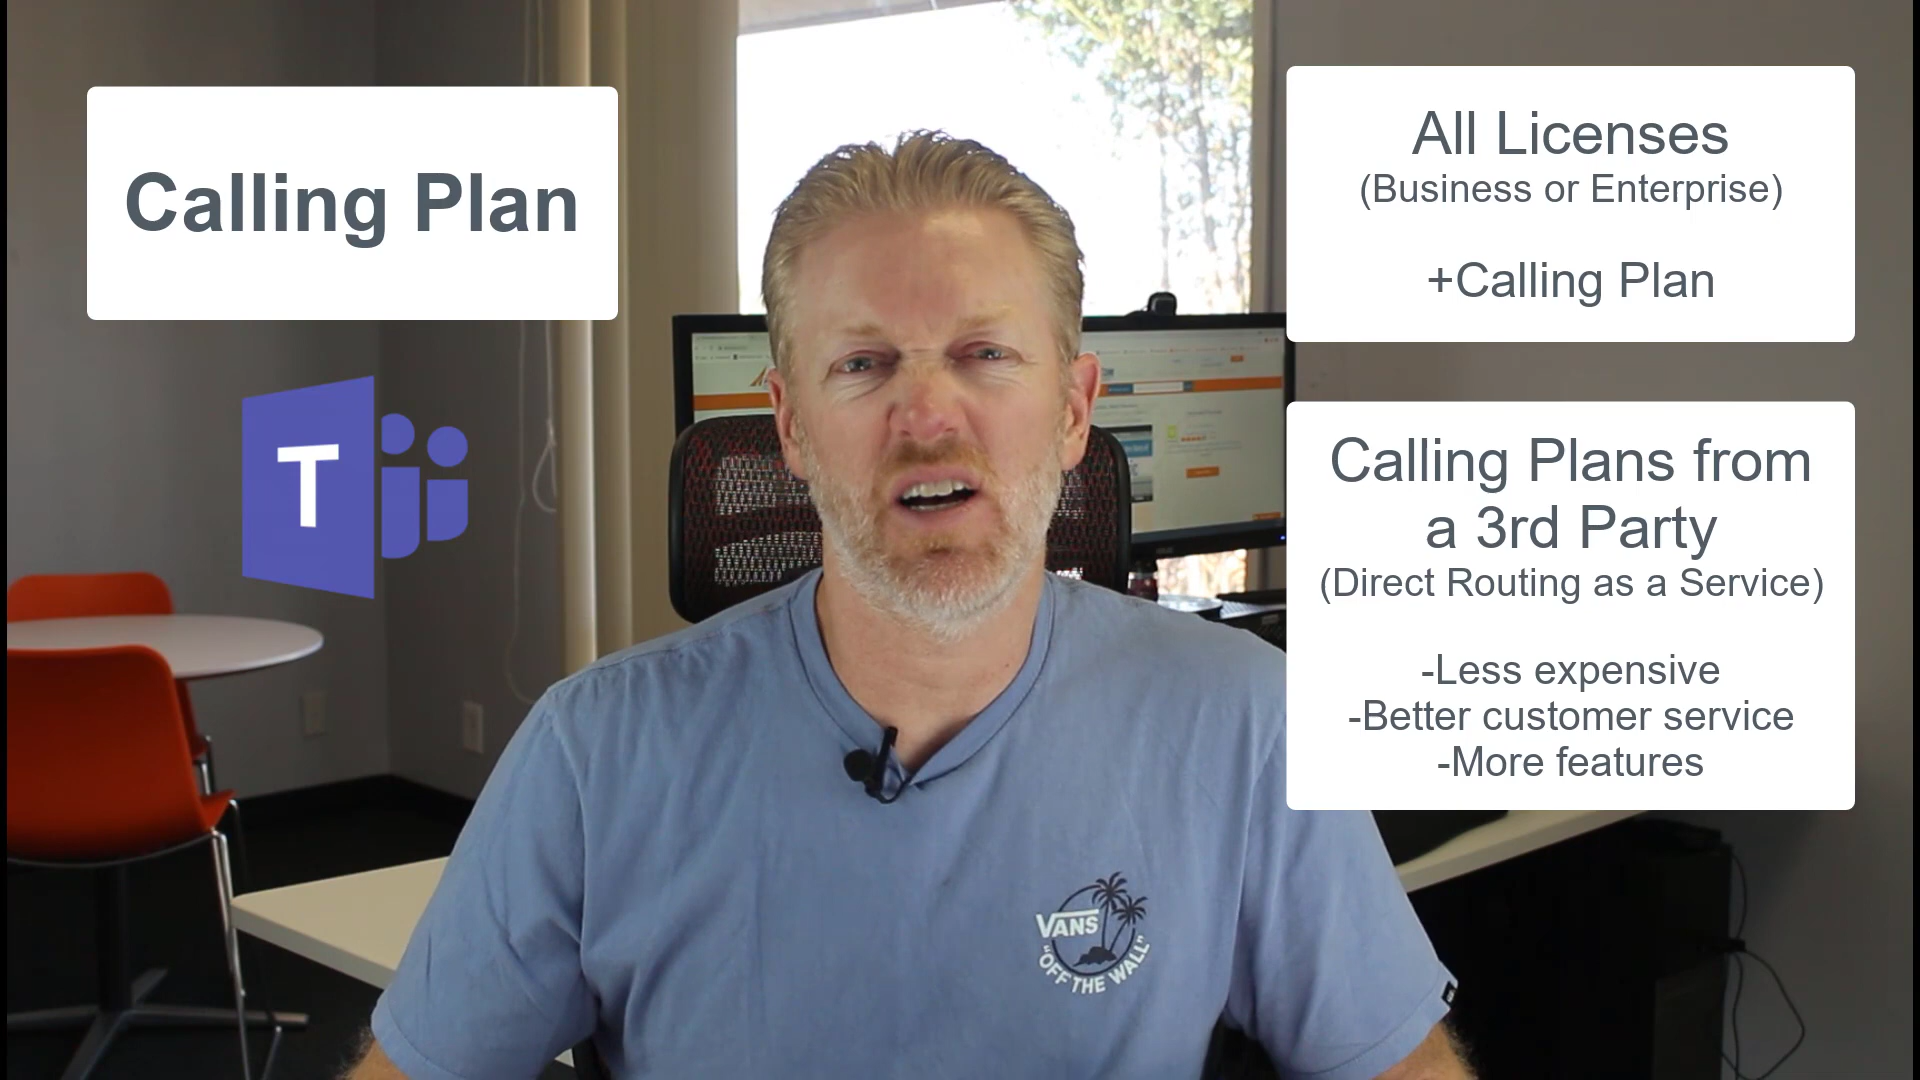 Calling Plan
T
All Licenses
(Business or Enterprise)
+Calling Plan
Calling Plans from
a 3rd Party
(Direct Routing as a Service)
-Less expensive
-Better customer service
-More features
VANS
"OFF THE WALL"